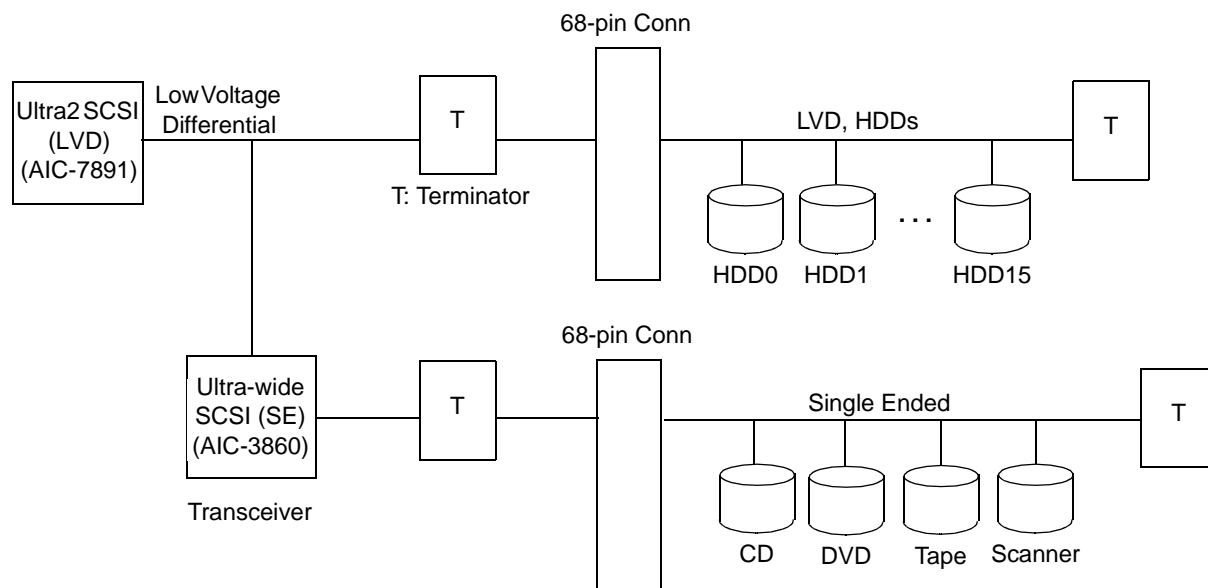 68-pin Conn
Ultra2 SCSI
(LVD)
(AIC-7891)
Low Voltage
Differential
T
T: Terminator
LVD, HDDs
T
HDD0
HDD1
. . .
HDD15
68-pin Conn
Ultra-wide
SCSI (SE)
(AIC-3860)
Transceiver
T
Single Ended
T
CD
DVD
Tape
Scanner